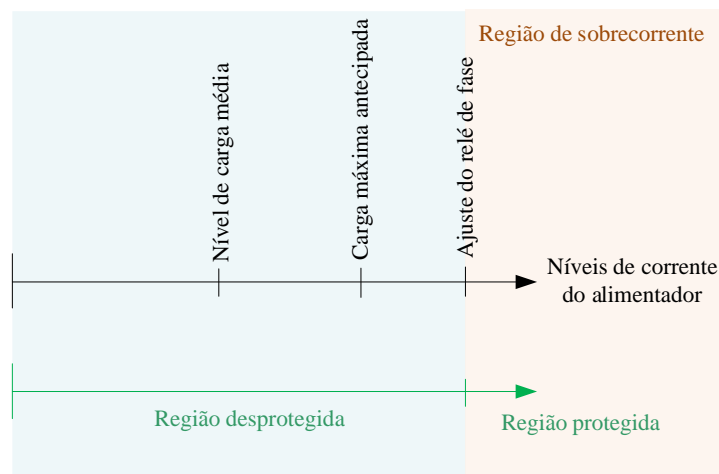 Região de sobrecorrente
Nível de carga média
Carga máxima antecipada
Ajuste do relé de fase
Níveis de corrente
do alimentador
Região desprotegida
Região protegida